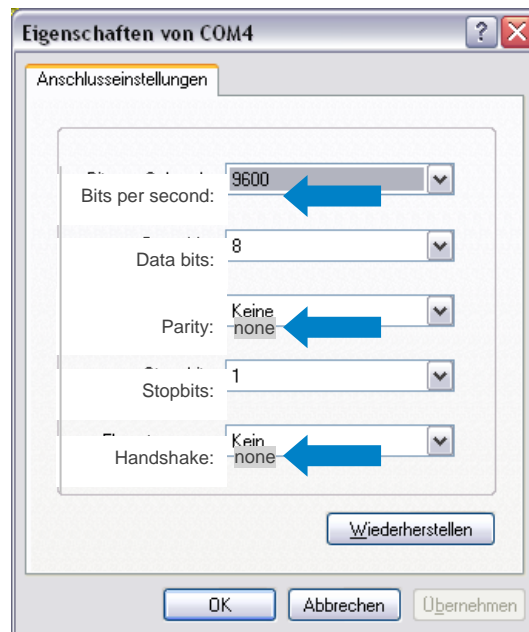 Eigenschaften von COM4
Anschlusseinstellungen
Bits per second: 9600
Data bits: 8
Keine
Parity: none
Stopbits: 1
Kein
Handshake: none
Wiederherstellen
OK Abbrechen Übernehmen